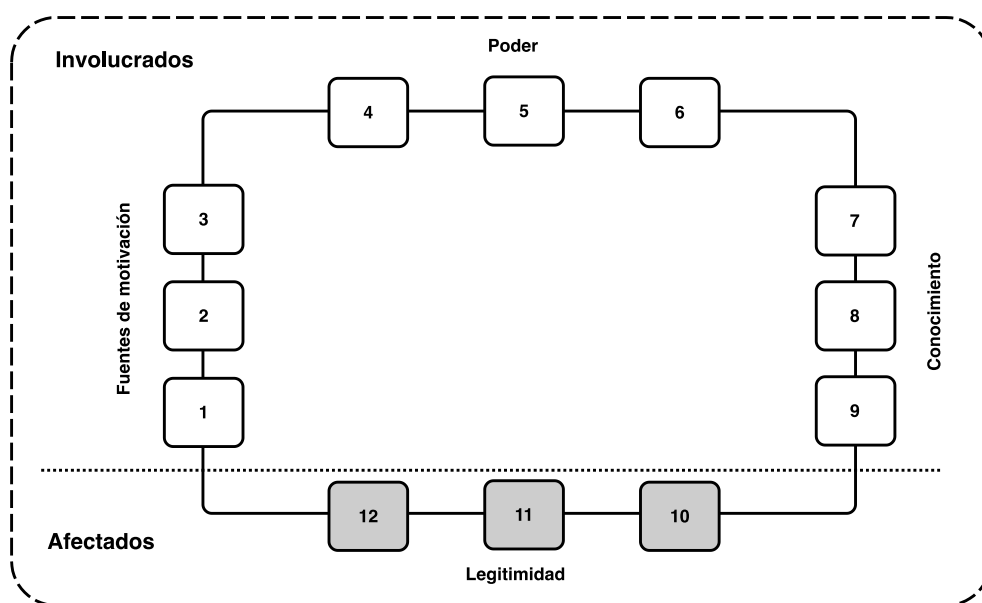 Poder
Involucrados
4
5
6
3
7
Fuentes de motivación
2
8
Conocimiento
1
9
12
11
10
Afectados
Legitimidad